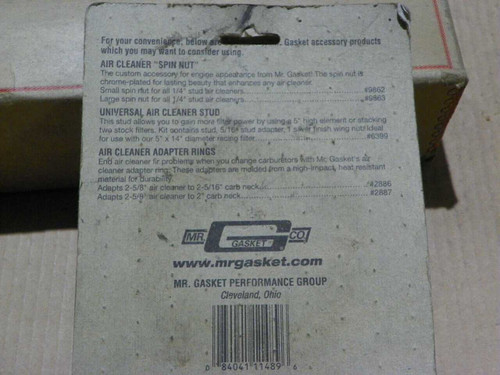 For your convenience, below are Gasket accessory products
which you may want to consider using.
AIR CLEANER "SPIN NUT"
The custom accessory for engine appearance from Mr. Gasket! The spin nut is
chrome-plated for lasting beauty that enhances any air cleaner.
Small spin nut for all 1/4" stud air cleaners #9862
Large spin nut for all 1/4" stud air cleaners #9863
UNIVERSAL AIR CLEANER STUD
This stud allows you to gain more filter power by using a 5" high element or stacking
two stock filters. Kit contains stud, 5/16" stud adapter, 1 silver finish wing nut. Ideal
for use with our 5" x 14" diameter racing filter #6399
AIR CLEANER ADAPTER RINGS
End air cleaner fit problems when you change carburetors with Mr. Gasket's air
cleaner adapter ring. These adapters are molded from a high-impact, heat resistant
material for durability.
Adapts 2-5/8" air cleaner to 2-5/16" carb neck #2086
Adapts 2-5/8" air cleaner to 2" carb neck #2087
MR. GASKET CO.
www.mrgasket.com
MR. GASKET PERFORMANCE GROUP
Cleveland, Ohio
0 84041 11489 6